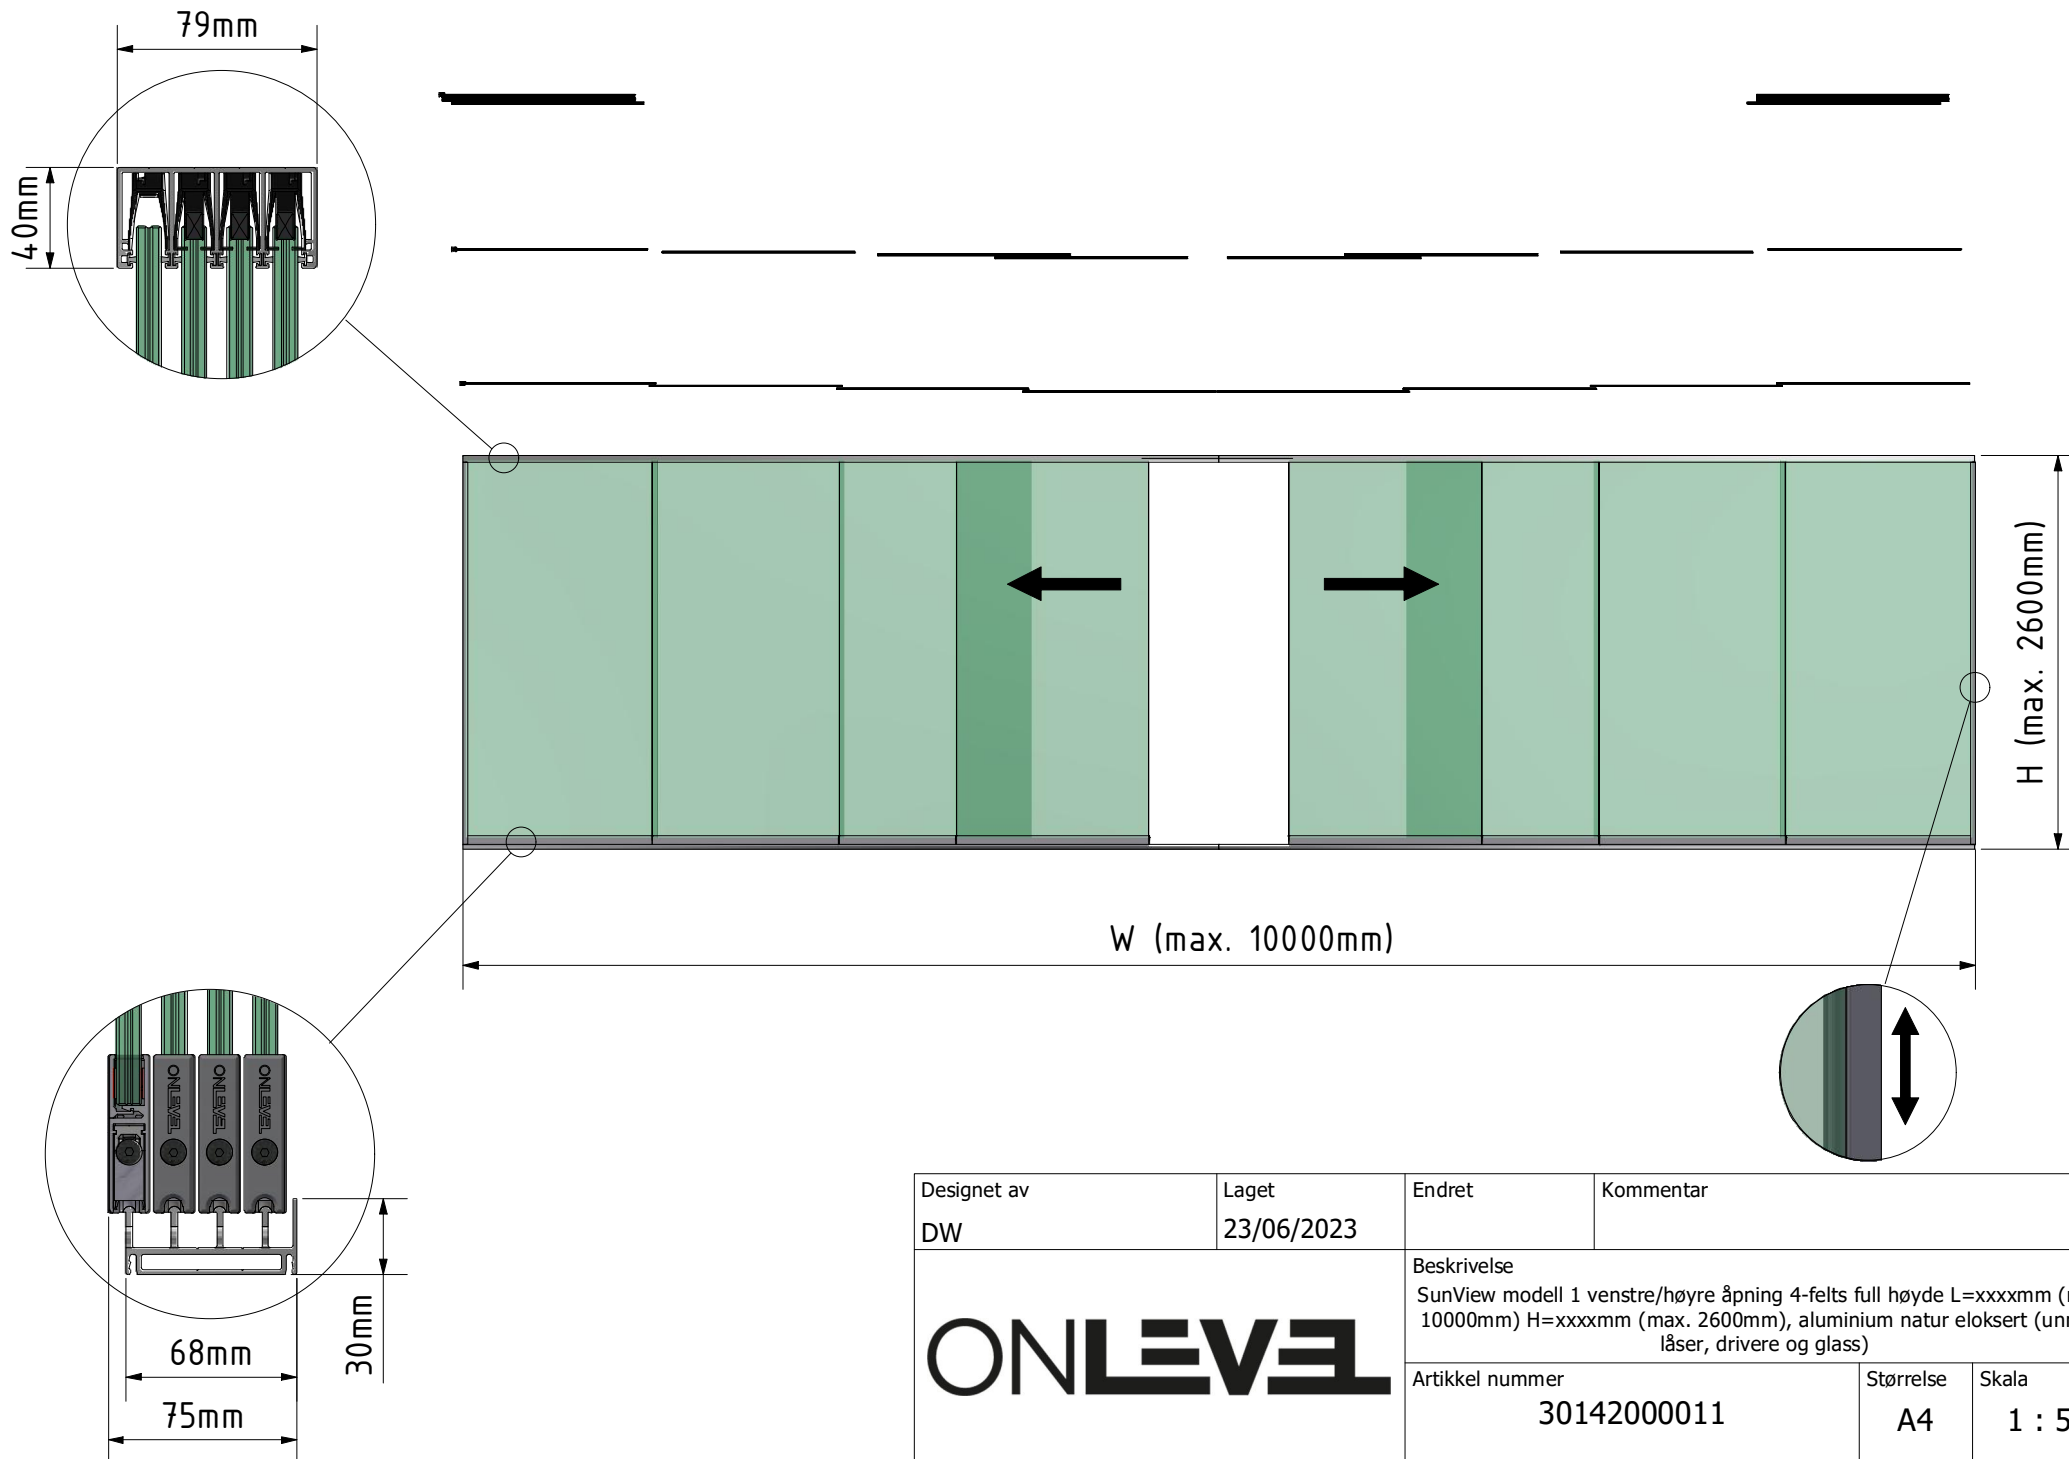 79mm
40mm
H (max. 2600mm)
W (max. 10000mm)
ONLEVEL
ONLEVEL
ONLEVEL
30mm
68mm
75mm
Designet av
DW
Laget
23/06/2023
Endret
Kommentar
ONLEVEL
Beskrivelse
SunView modell 1 venstre/høyre åpning 4-felts full høyde L=xxxxmm
10000mm) H=xxxxmm (max. 2600mm), aluminium natur eloksert
låser, drivere og glass)
Artikkel nummer
30142000011
Størrelse
A4
Skala
1 : 5